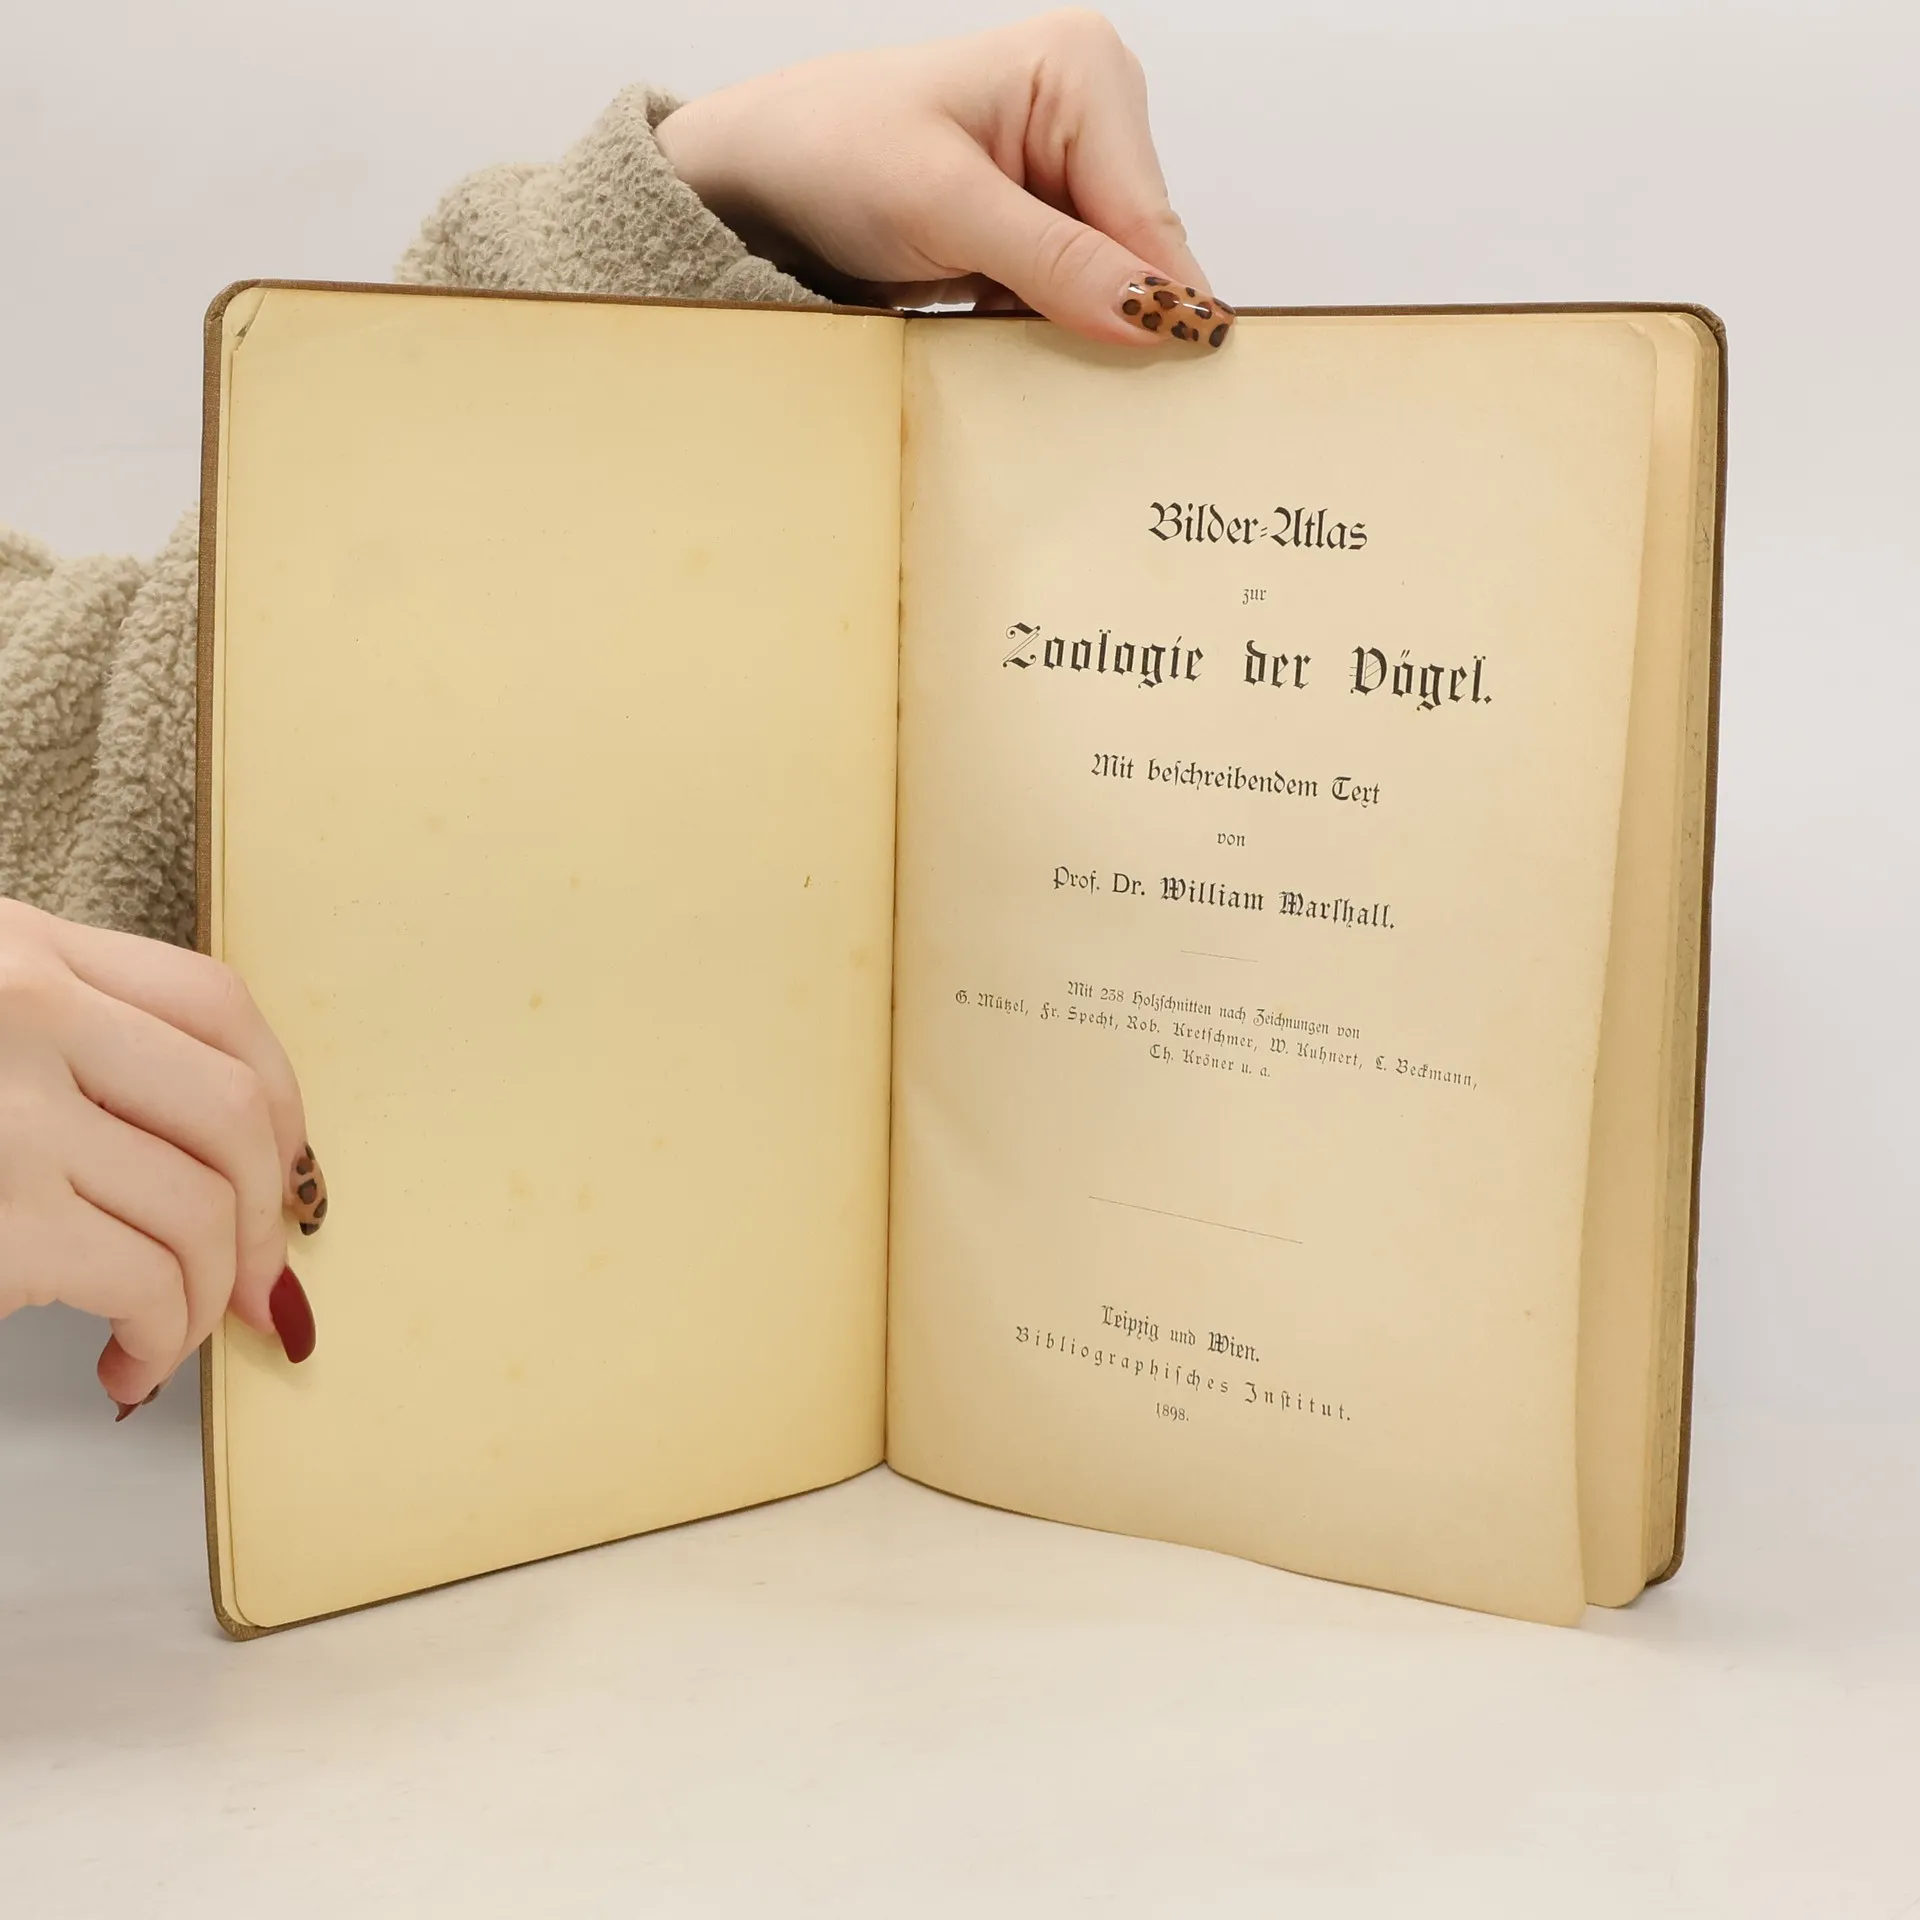 Bilder-Atlas
zur
Zoologie der Vögel.
Mit beſchreibendem Text
von
Prof. Dr. William Marſhall.
Mit 238 Holzſchnitten nach Zeichnungen von
G. Mützel, Fr. Specht, Rob. Kretſchmer, W. Kuhnert, L. Beckmann,
Ch. Kröner u. a.
Leipzig und Wien.
Bibliographiſches Inſtitut.
1898.